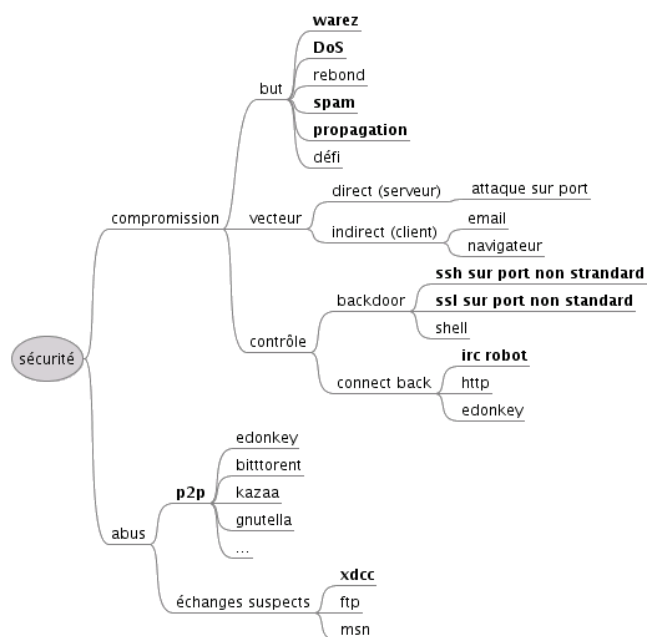 warez
DoS
rebond
but
spam
propagation
défi
direct (serveur)
attaque sur port
compromission
vecteur
email
indirect (client)
navigateur
ssh sur port non strandard
backdoor
ssl sur port non standard
shell
contrôle
irc robot
connect back
http
edonkey
sécurité
edonkey
bitttorent
p2p
kazaa
gnutella
...
abus
xdcc
échanges suspects
ftp
msn